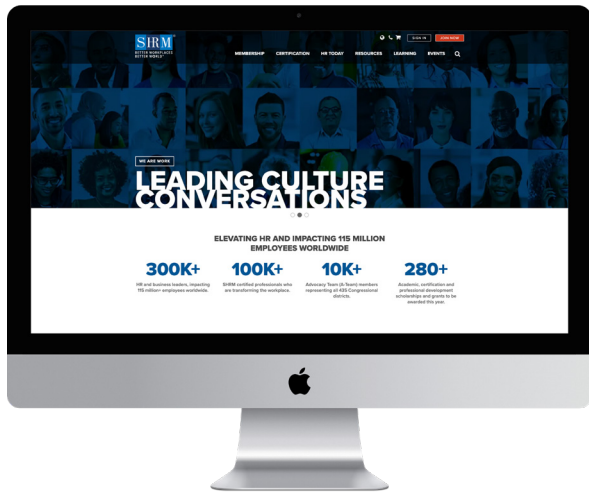 SHRM®
BETTER WORKPLACES
BETTER WORLD®
SIGN IN
JOIN NOW
MEMBERSHIP CERTIFICATION HR TODAY RESOURCES LEARNING EVENTS
WE ARE WORK
LEADING CULTURE
CONVERSATIONS
ELEVATING HR AND IMPACTING 115 MILLION
EMPLOYEES WORLDWIDE
300K+ 100K+ 10K+ 280+
HR and business leaders, impacting
115 million+ employees worldwide.
SHRM certified professionals who
are transforming the workplace.
Advocacy Team (A-Team) members
representing all 435 Congressional
districts.
Academic, certification and
professional development
scholarships and grants to be
awarded this year.